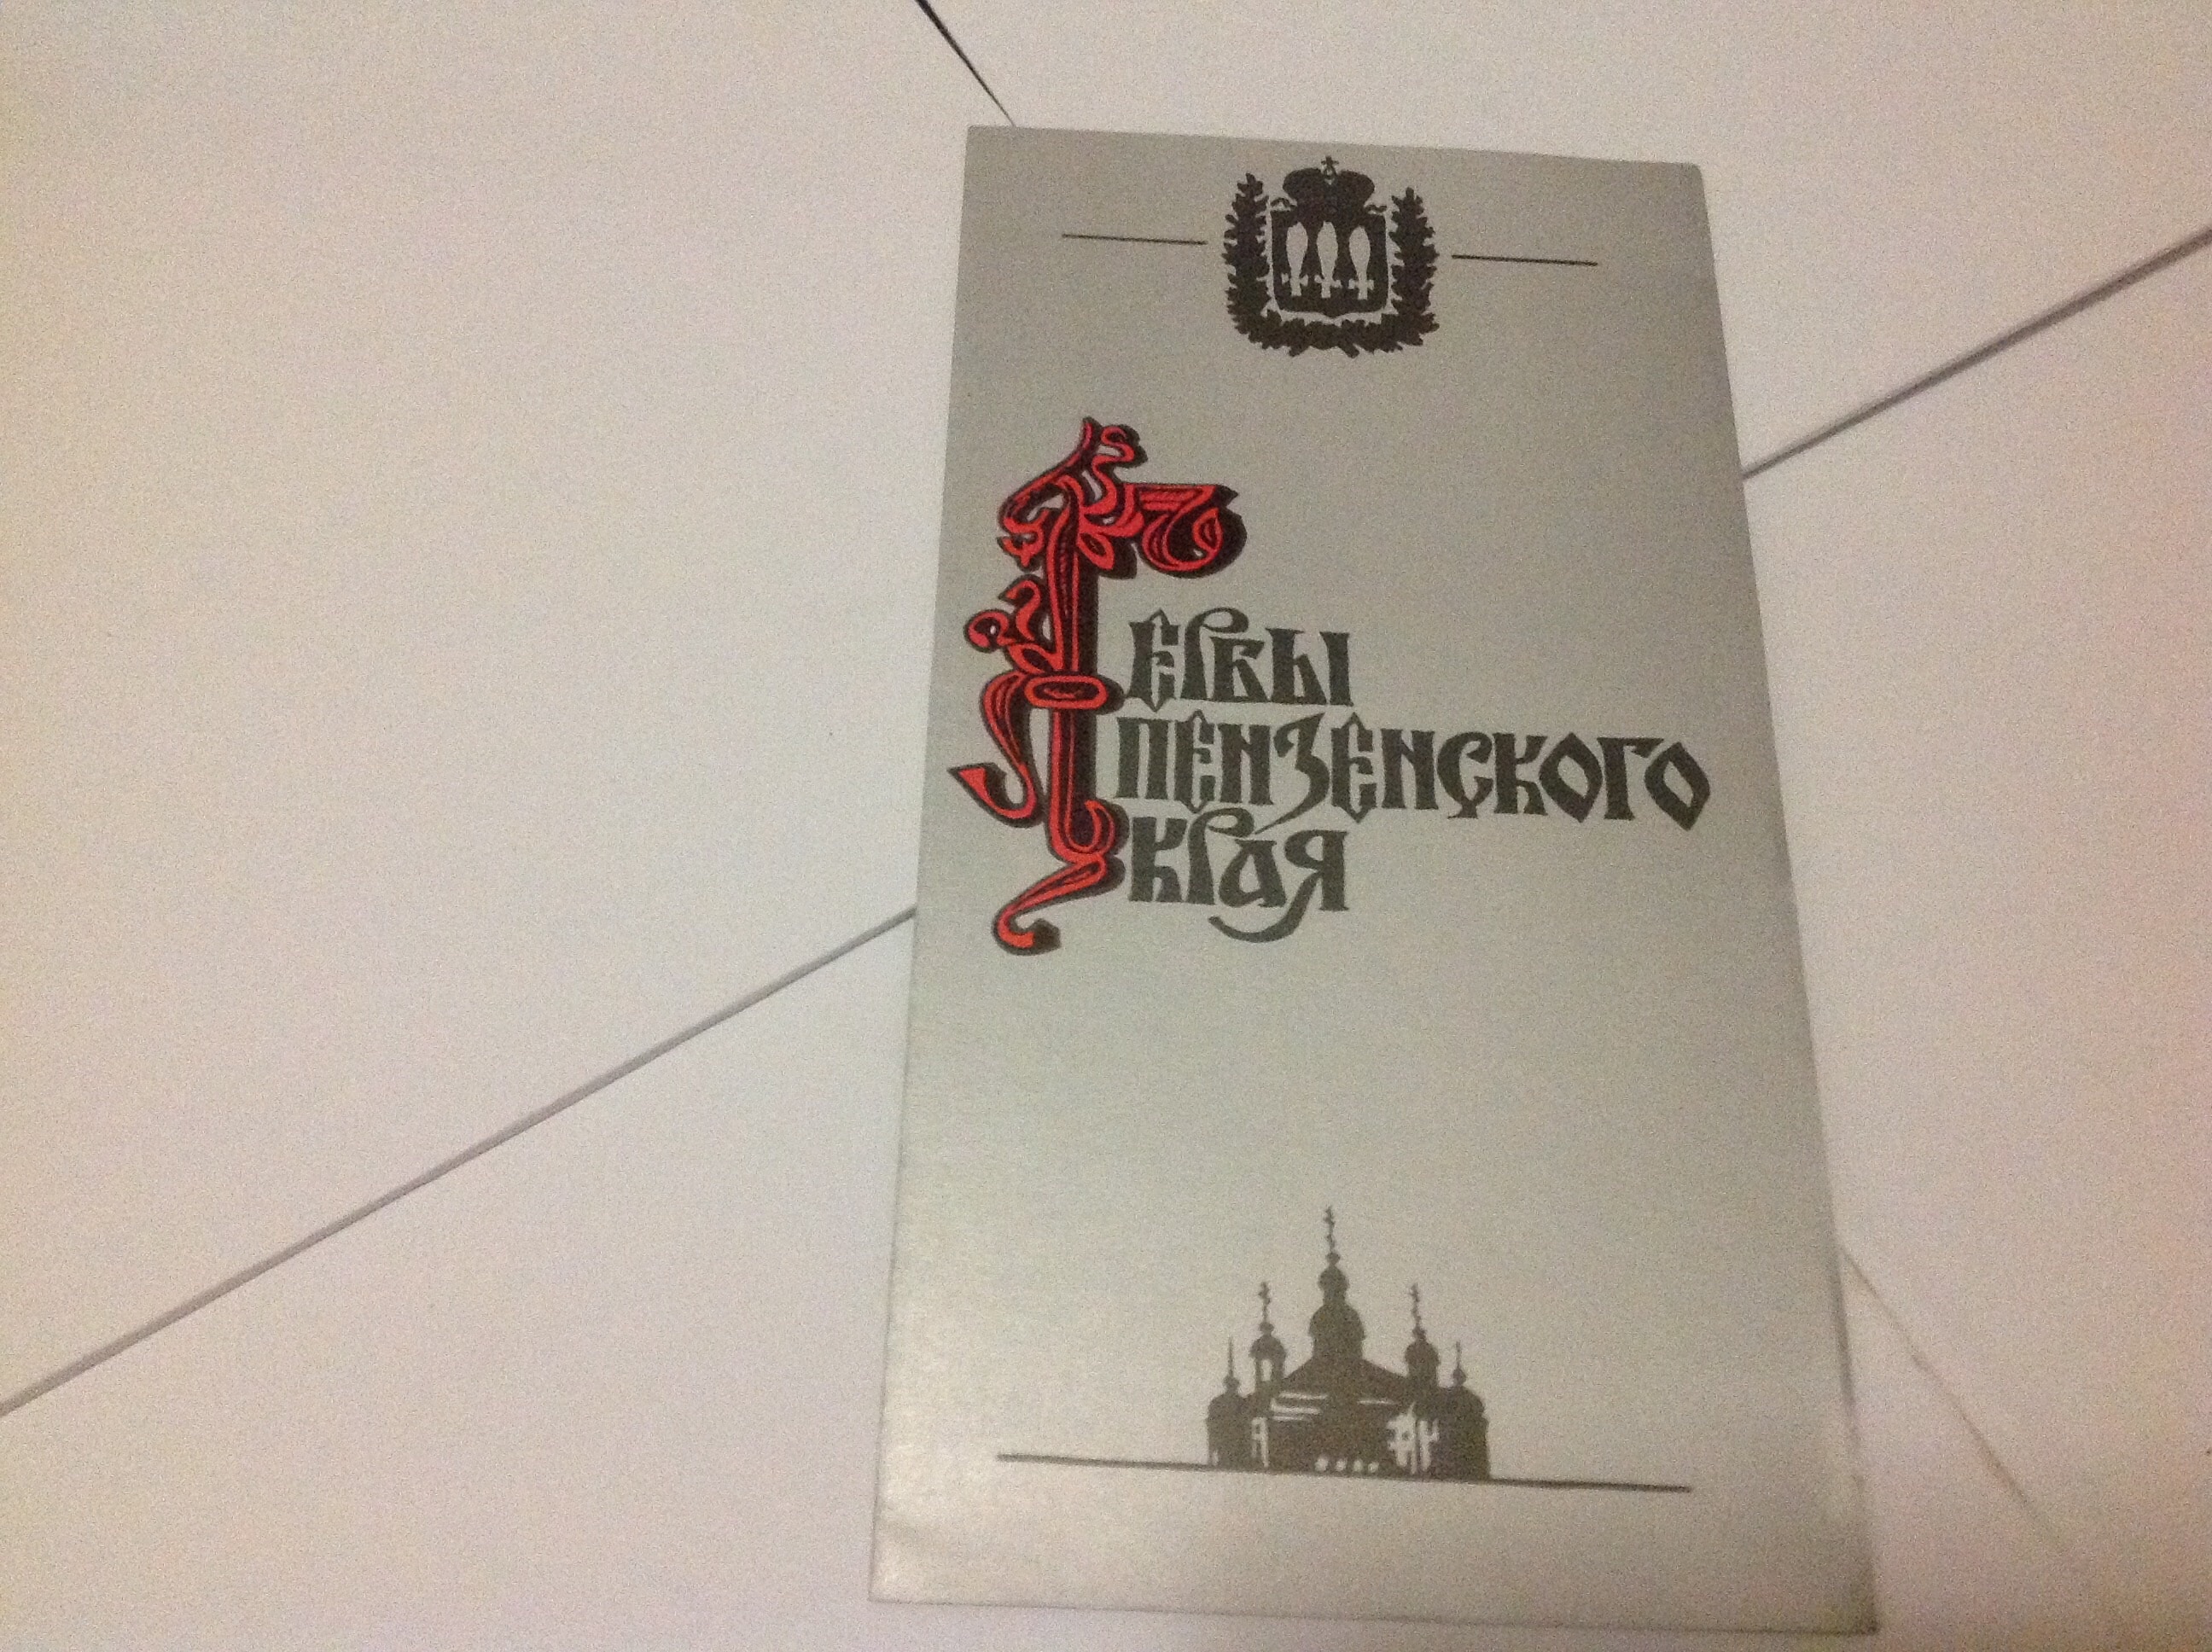 Гербы
Пензенского
края